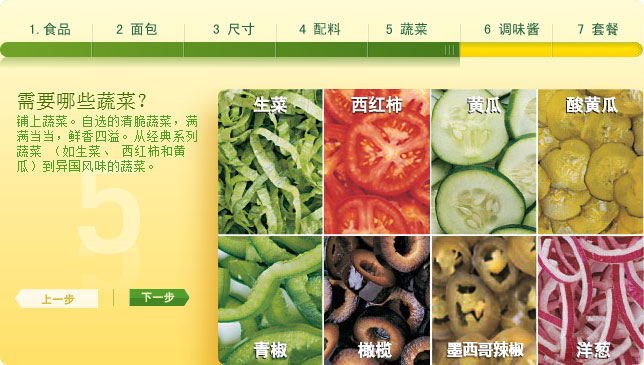 1.食品
2 面包
3 尺寸
4 配料
5 蔬菜
6 调味酱
7 套餐
需要哪些蔬菜？
铺上蔬菜。自选的清脆蔬菜，满
满当当，鲜香四溢。从经典系列
蔬菜 （如生菜、 西红柿和黄
瓜）到异国风味的蔬菜。
5
上一步
下一步
生菜
西红柿
黄瓜
酸黄瓜
青椒
橄榄
墨西哥辣椒
洋葱